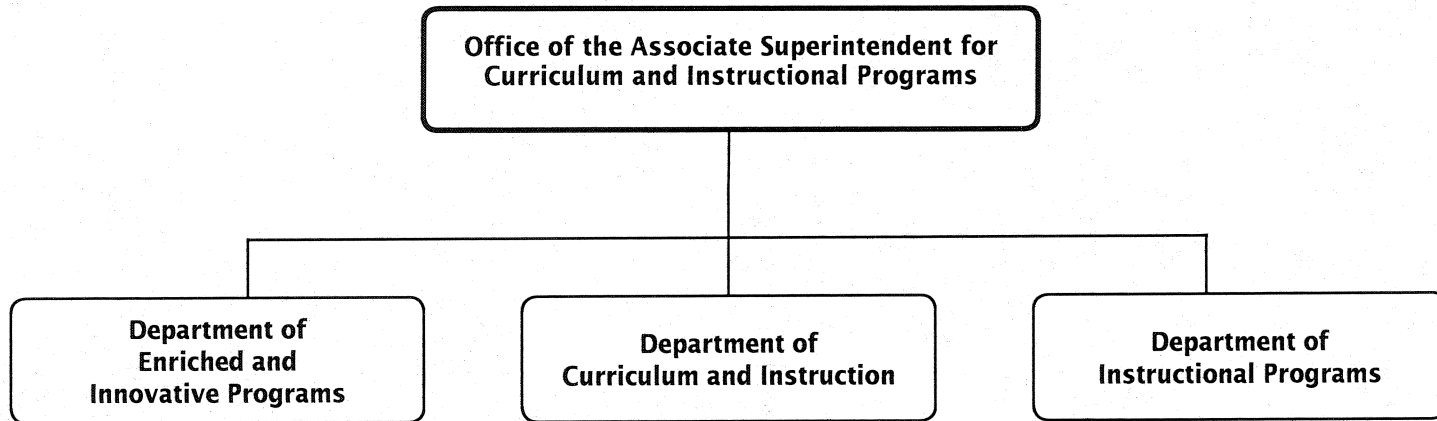 Office of the Associate Superintendent for
Curriculum and Instructional Programs
Department of
Enriched and
Innovative Programs
Department of
Curriculum and Instruction
Department of
Instructional Programs